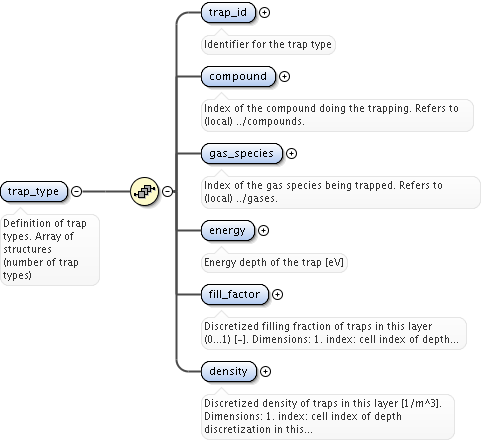 trap_id
Identifier for the trap type
compound
Index of the compound doing the trapping. Refers to
(local) ../compounds.
gas_species
Index of the gas species being trapped. Refers to
(local) ../gases.
trap_type
Definition of trap
types. Array of
structures
(number of trap
types)
energy
Energy depth of the trap [eV]
fill_factor
Discretized filling fraction of traps in this layer
(0...1) [-]. Dimensions: 1. index: cell index of depth...
density
Discretized density of traps in this layer [1/m^3].
Dimensions: 1. index: cell index of depth
discretization in this...